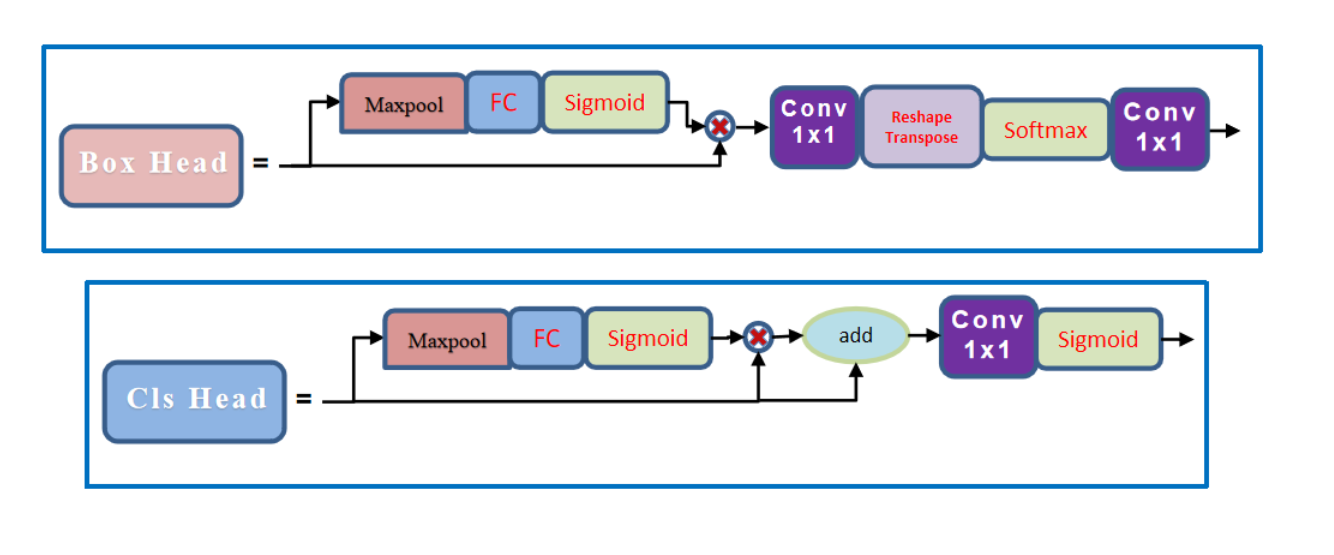 Box Head
=
Maxpool
FC
Sigmoid
Conv
1x1
Reshape
Transpose
Softmax
Conv
1x1
Cls Head
=
Maxpool
FC
Sigmoid
add
Conv
1x1
Sigmoid